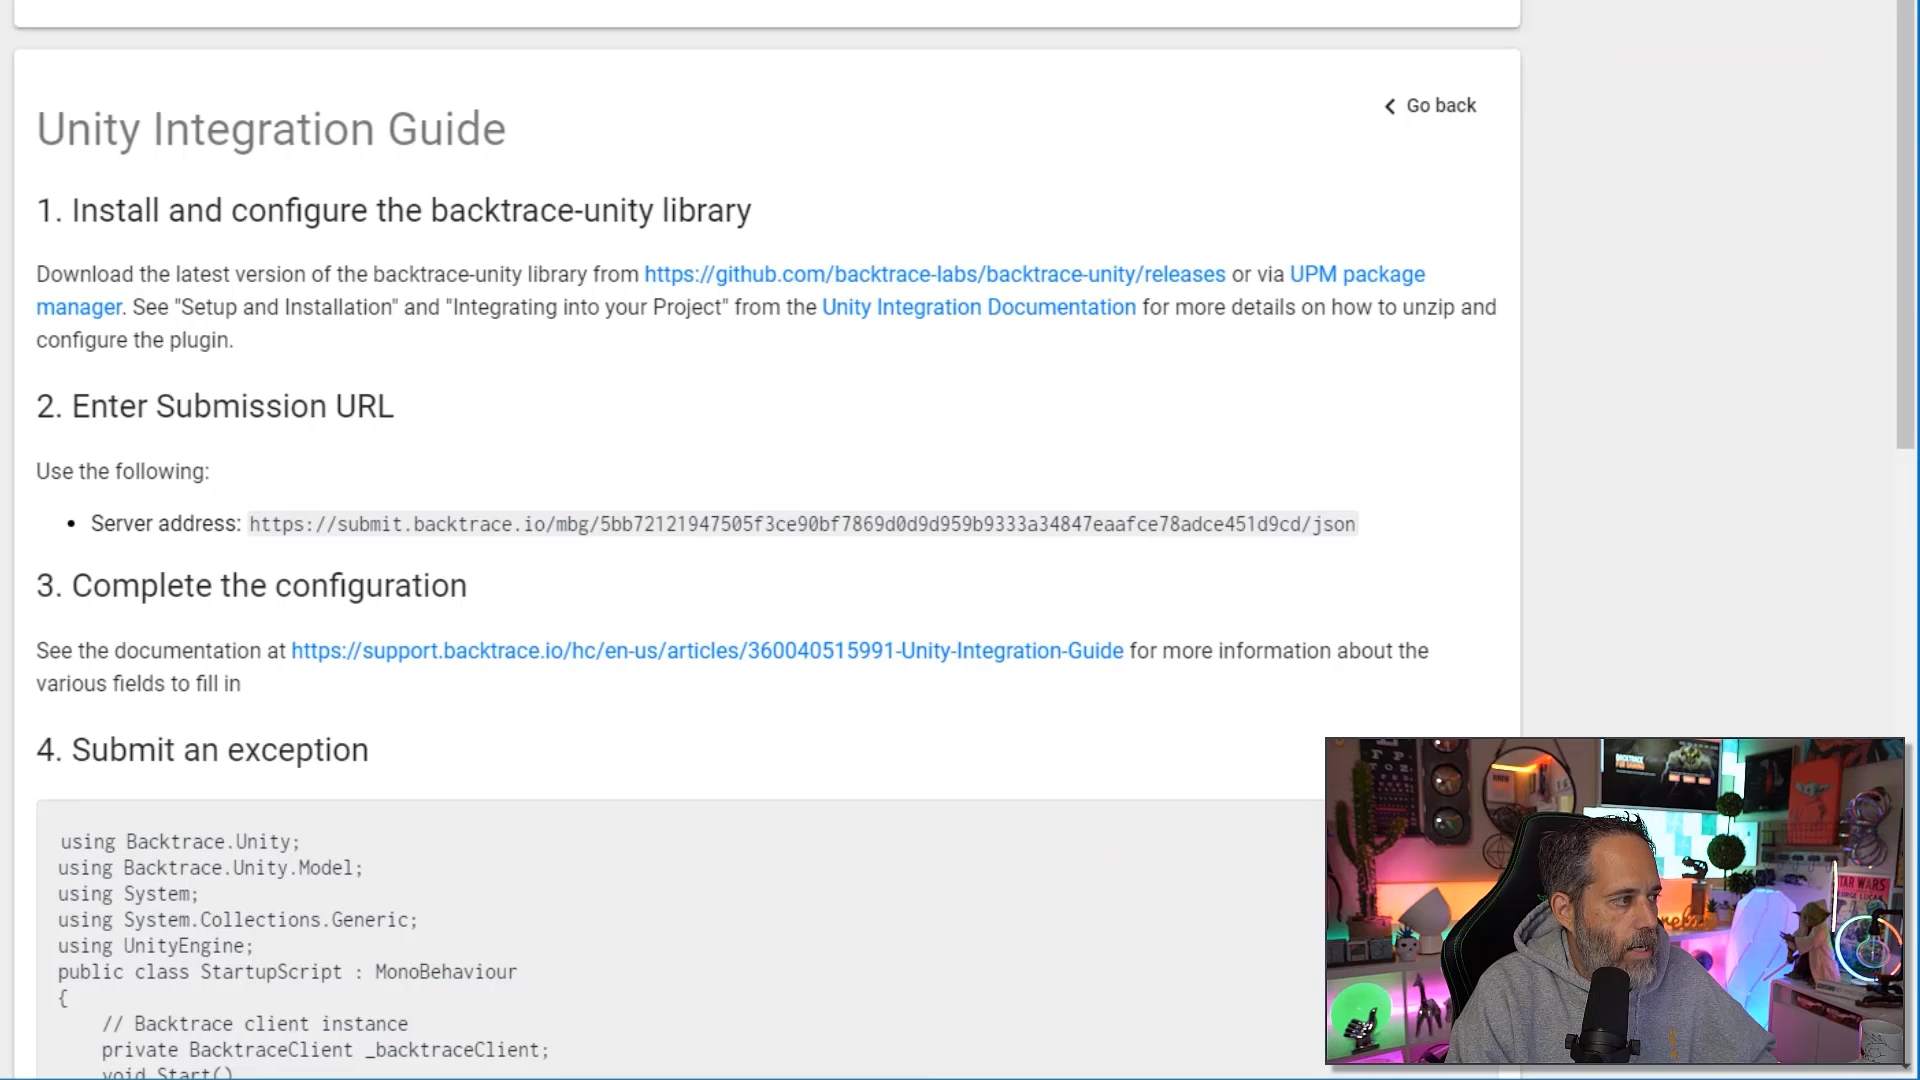 Go back
Unity Integration Guide
1. Install and configure the backtrace-unity library
Download the latest version of the backtrace-unity library from https://github.com/backtrace-labs/backtrace-unity/releases or via UPM package
manager. See "Setup and Installation" and "Integrating into your Project" from the Unity Integration Documentation for more details on how to unzip and
configure the plugin.
2. Enter Submission URL
Use the following:
• Server address: https://submit.backtrace.io/mbg/5bb72121947505f3ce90bf7869d0d9d959b9333a34847eaafce78adce451d9cd/json
3. Complete the configuration
See the documentation at https://support.backtrace.io/hc/en-us/articles/360040515991-Unity-Integration-Guide for more information about the
various fields to fill in
4. Submit an exception
using Backtrace.Unity;
using Backtrace.Unity.Model;
using System;
using System.Collections.Generic;
using UnityEngine;
public class StartupScript : MonoBehaviour
{
// Backtrace client instance
private BacktraceClient _backtraceClient;
void Start()
BACKTRACE
STAR WARS